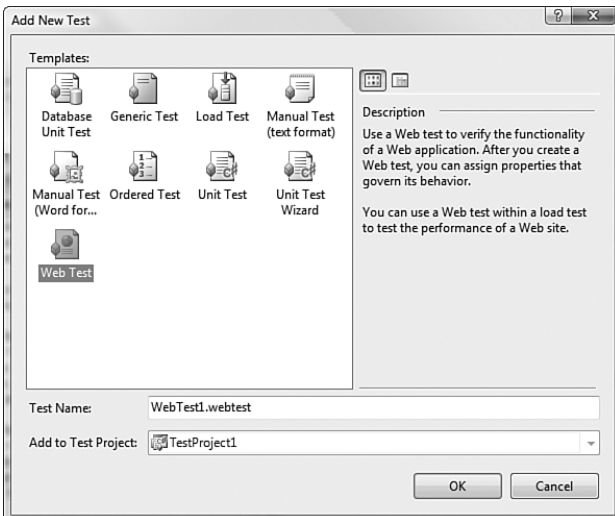 Add New Test
Templates:
Database
Unit Test
Generic Test
Load Test
Manual Test
(text format)
Manual Test
(Word for...
Ordered Test
Unit Test
Unit Test
Wizard
Web Test
Description
Use a Web test to verify the functionality
of a Web application. After you create a
Web test, you can assign properties that
govern its behavior.
You can use a Web test within a load test
to test the performance of a Web site.
Test Name:
WebTest1.webtest
Add to Test Project:
TestProject1
OK
Cancel